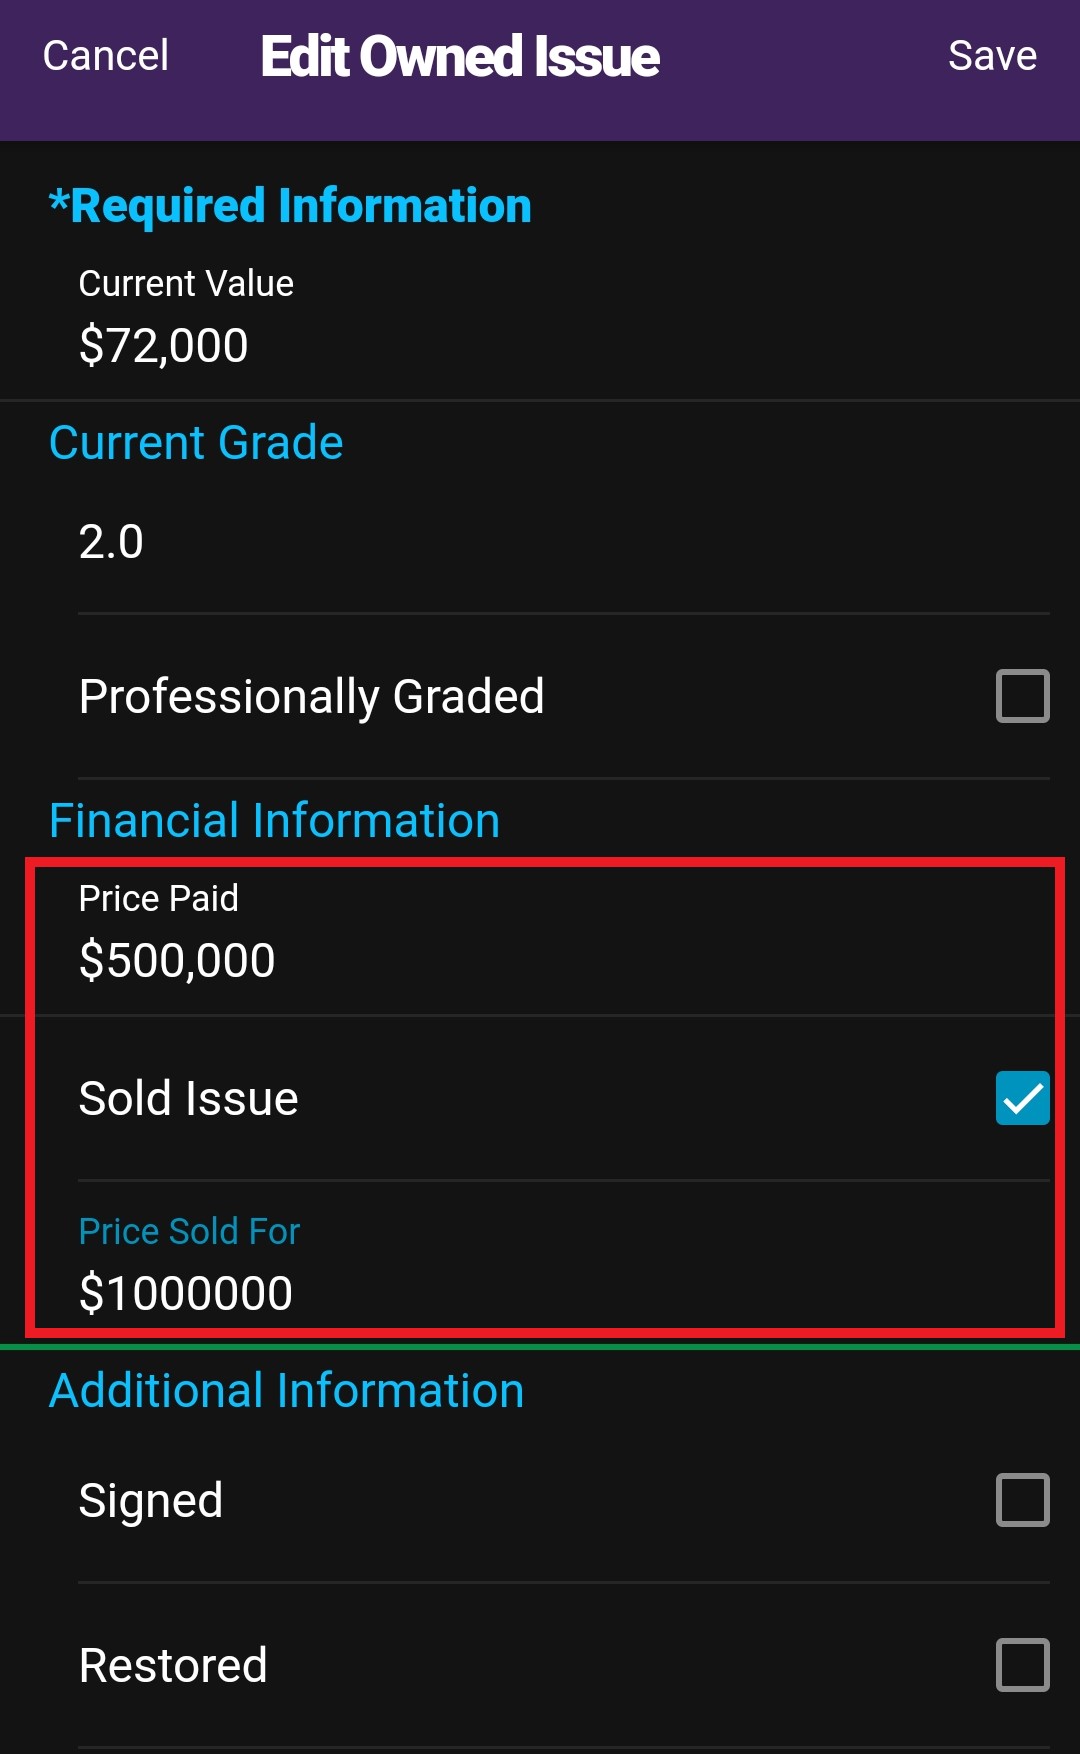 Cancel Edit Owned Issue Save
*Required Information
Current Value
$72,000
Current Grade
2.0
Professionally Graded
Financial Information
Price Paid
$500,000
Sold Issue
Price Sold For
$1000000
Additional Information
Signed
Restored